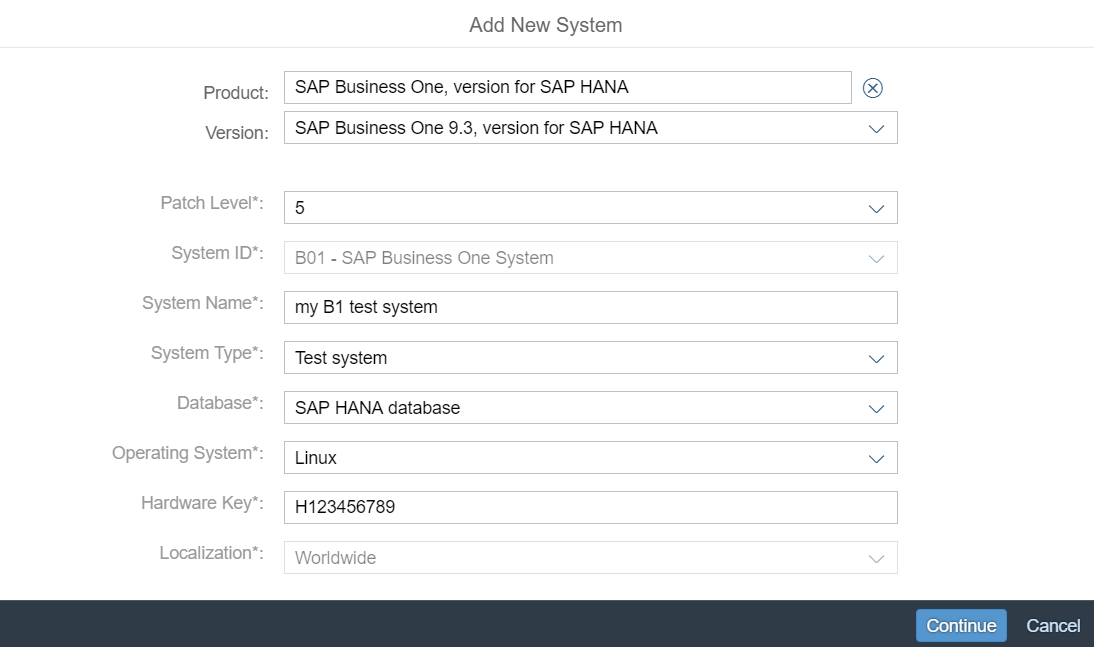 Add New System
Product: SAP Business One, version for SAP HANA
Version: SAP Business One 9.3, version for SAP HANA
Patch Level*: 5
System ID*: B01 - SAP Business One System
System Name*: my B1 test system
System Type*: Test system
Database*: SAP HANA database
Operating System*: Linux
Hardware Key*: H123456789
Localization*: Worldwide
Continue Cancel